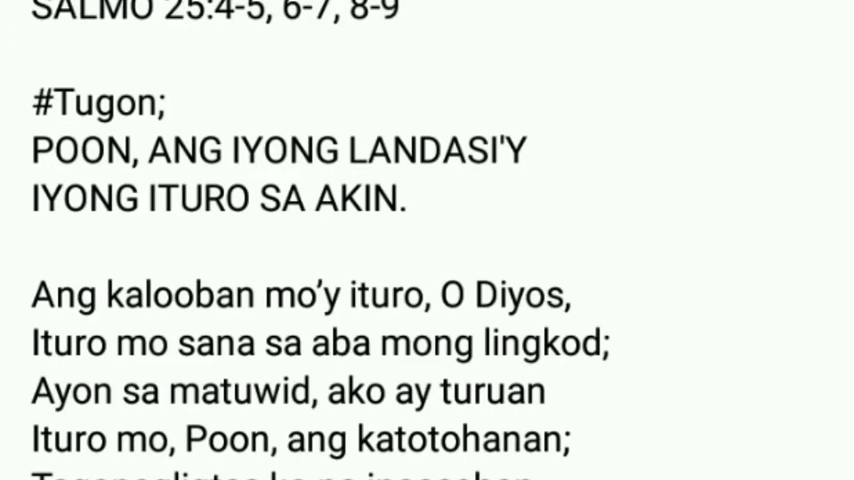 SALMO 25:4-5, 6-7, 8-9
#Tugon;
POON, ANG IYONG LANDASI'Y
IYONG ITURO SA AKIN.
Ang kalooban mo’y ituro, O Diyos,
Ituro mo sana sa aba mong lingkod;
Ayon sa matuwid, ako ay turuan
Ituro mo, Poon, ang katotohanan;